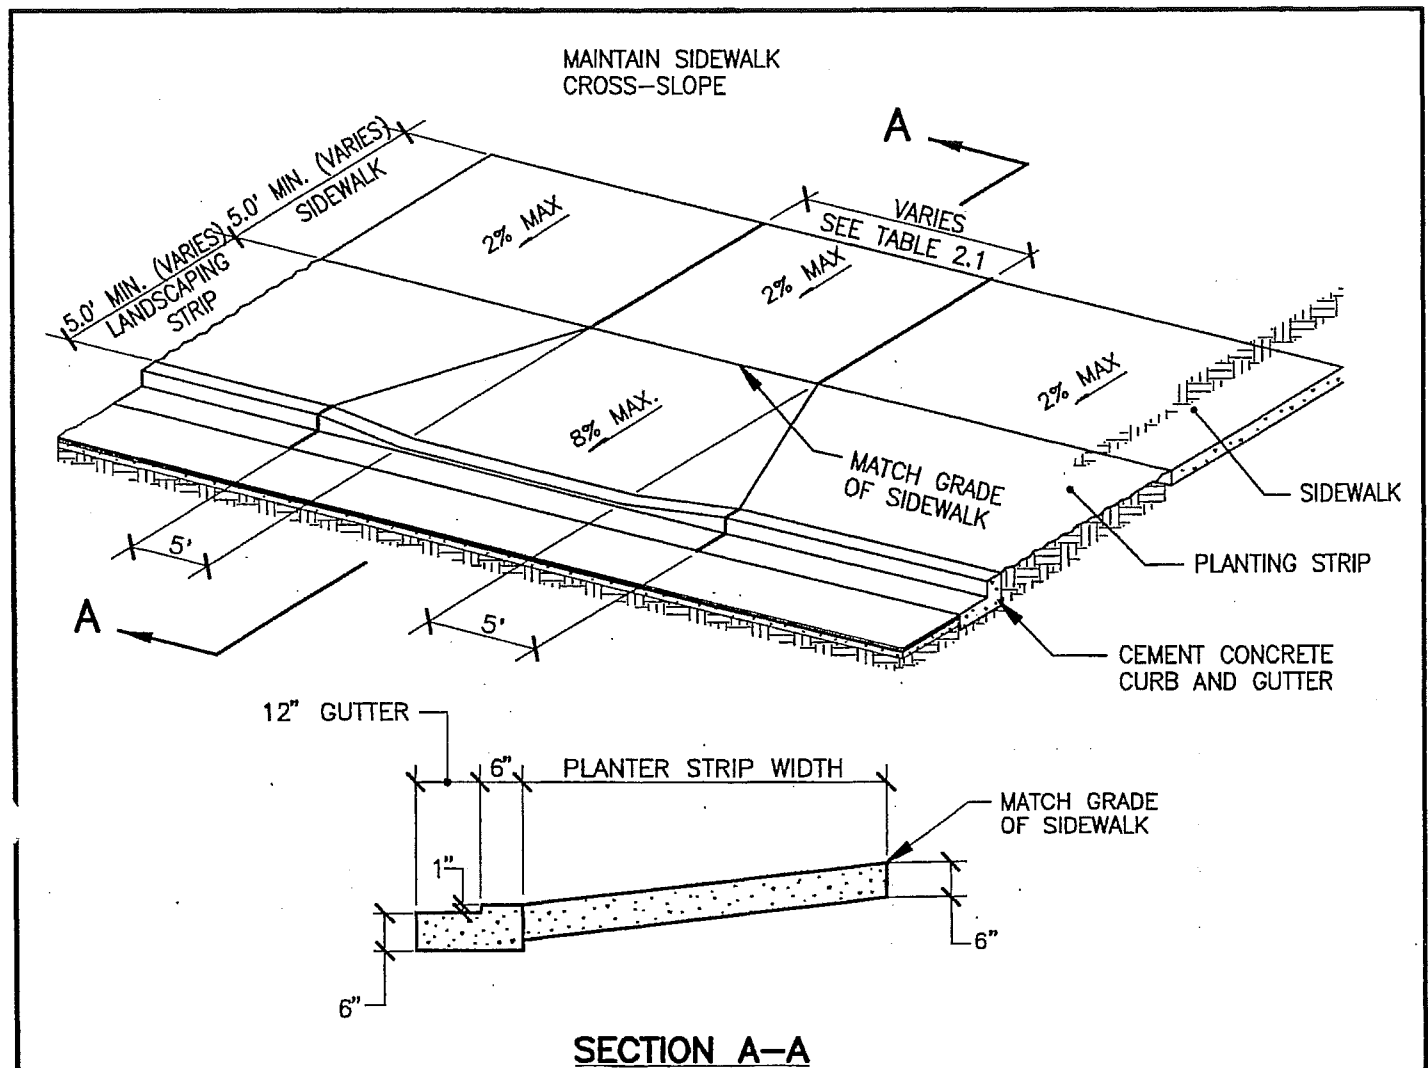 MAINTAIN SIDEWALK
CROSS-SLOPE
A
5.0' MIN. (VARIES)
SIDEWALK
5.0' MIN. (VARIES)
LANDSCAPING
STRIP
2% MAX
VARIES
SEE TABLE 2.1
2% MAX
2% MAX
8% MAX.
MATCH GRADE
OF SIDEWALK
SIDEWALK
PLANTING STRIP
5'
5'
A
CEMENT CONCRETE
CURB AND GUTTER
12" GUTTER
6"
PLANTER STRIP WIDTH
MATCH GRADE
OF SIDEWALK
1"
6"
6"
SECTION A-A